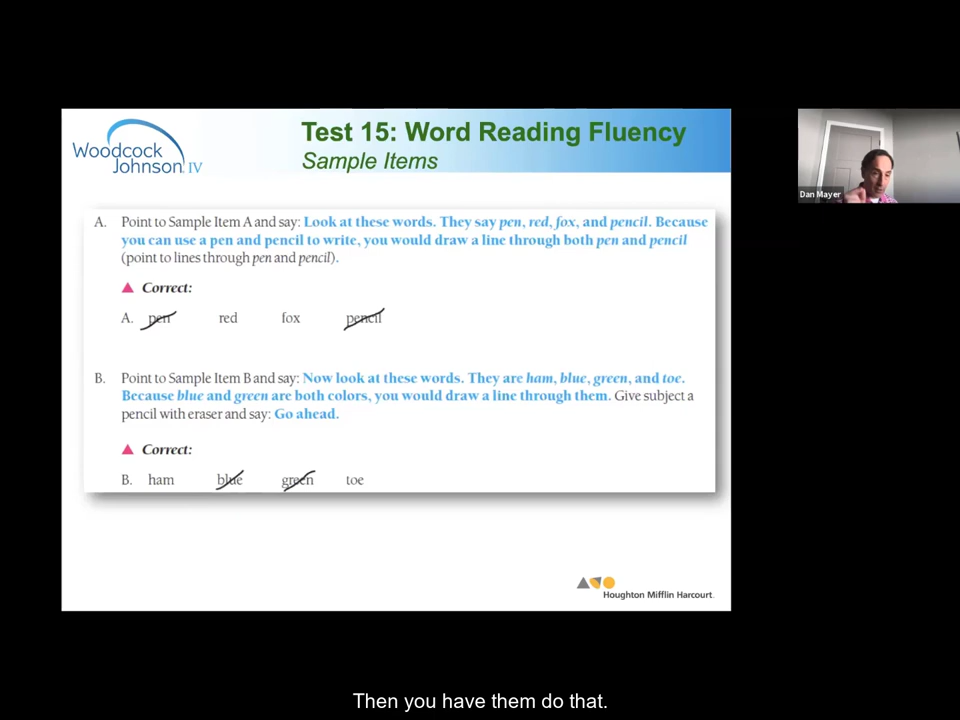 Woodcock
Johnson IV
Test 15: Word Reading Fluency
Sample Items
A. Point to Sample Item A and say: Look at these words. They say pen, red, fox, and pencil. Because
you can use a pen and pencil to write, you would draw a line through both pen and pencil
(point to lines through pen and pencil).
▲ Correct:
A. pen red fox pencil
B. Point to Sample Item B and say: Now look at these words. They are ham, blue, green, and toe.
Because blue and green are both colors, you would draw a line through them. Give subject a
pencil with eraser and say: Go ahead.
▲ Correct:
B. ham blue green toe
Houghton Mifflin Harcourt.
Dan Mayer
Then you have them do that.